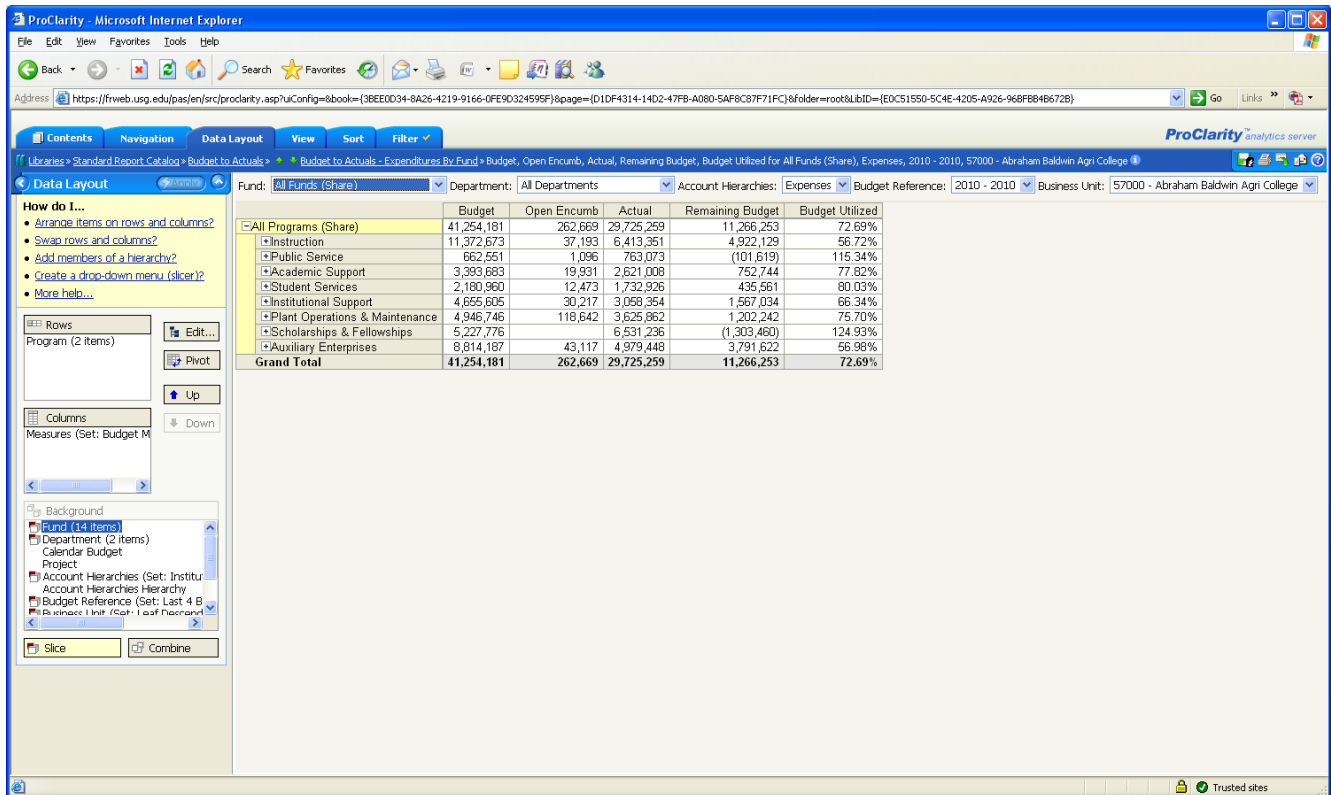 ProClarity - Microsoft Internet Explorer
File Edit View Favorites Tools Help
Back Search Favorites
Address https://frweb.usg.edu/pas/en/src/proclarity.asp?uiConfig=&book={3BEE0D34-8A26-4219-9166-0FE9D324595F}&page={D1DF4314-14D2-47FB-A080-5AF8C87F71FC}&folder=root&LibID={E0C51550-5C4E-4205-A926-96BFBB4B672B} Go Links »
Contents Navigation Data Layout View Sort Filter ProClarity™ analytics server
Libraries » Standard Report Catalog » Budget to Actuals » Budget to Actuals - Expenditures By Fund » Budget, Open Encumb, Actual, Remaining Budget, Budget Utilized for All Funds (Share), Expenses, 2010 - 2010, 57000 - Abraham Baldwin Agri College
Data Layout Apply Fund: All Funds (Share) Department: All Departments Account Hierarchies: Expenses Budget Reference: 2010 - 2010 Business Unit: 57000 - Abraham Baldwin Agri College
How do I...
• Arrange items on rows and columns?
• Swap rows and columns?
• Add members of a hierarchy?
• Create a drop-down menu (slicer)?
• More help...
Rows
Program (2 items)
Edit...
Pivot
Up
Down
Columns
Measures (Set: Budget M
Background
Fund (14 items)
Department (2 items)
Calendar Budget
Project
Account Hierarchies (Set: Institu
Account Hierarchies Hierarchy
Budget Reference (Set: Last 4 B
Business Unit (Set: Leaf Descend
Slice Combine
Budget Open Encumb Actual Remaining Budget Budget Utilized
All Programs (Share) 41,254,181 262,669 29,725,259 11,266,253 72.69%
Instruction 11,372,673 37,193 6,413,351 4,922,129 56.72%
Public Service 662,551 1,096 763,073 (101,619) 115.34%
Academic Support 3,393,683 19,931 2,621,008 752,744 77.82%
Student Services 2,180,960 12,473 1,732,926 435,561 80.03%
Institutional Support 4,655,605 30,217 3,058,354 1,567,034 66.34%
Plant Operations & Maintenance 4,946,746 118,642 3,625,862 1,202,242 75.70%
Scholarships & Fellowships 5,227,776 6,531,236 (1,303,460) 124.93%
Auxiliary Enterprises 8,814,187 43,117 4,979,448 3,791,622 56.98%
Grand Total 41,254,181 262,669 29,725,259 11,266,253 72.69%
Trusted sites